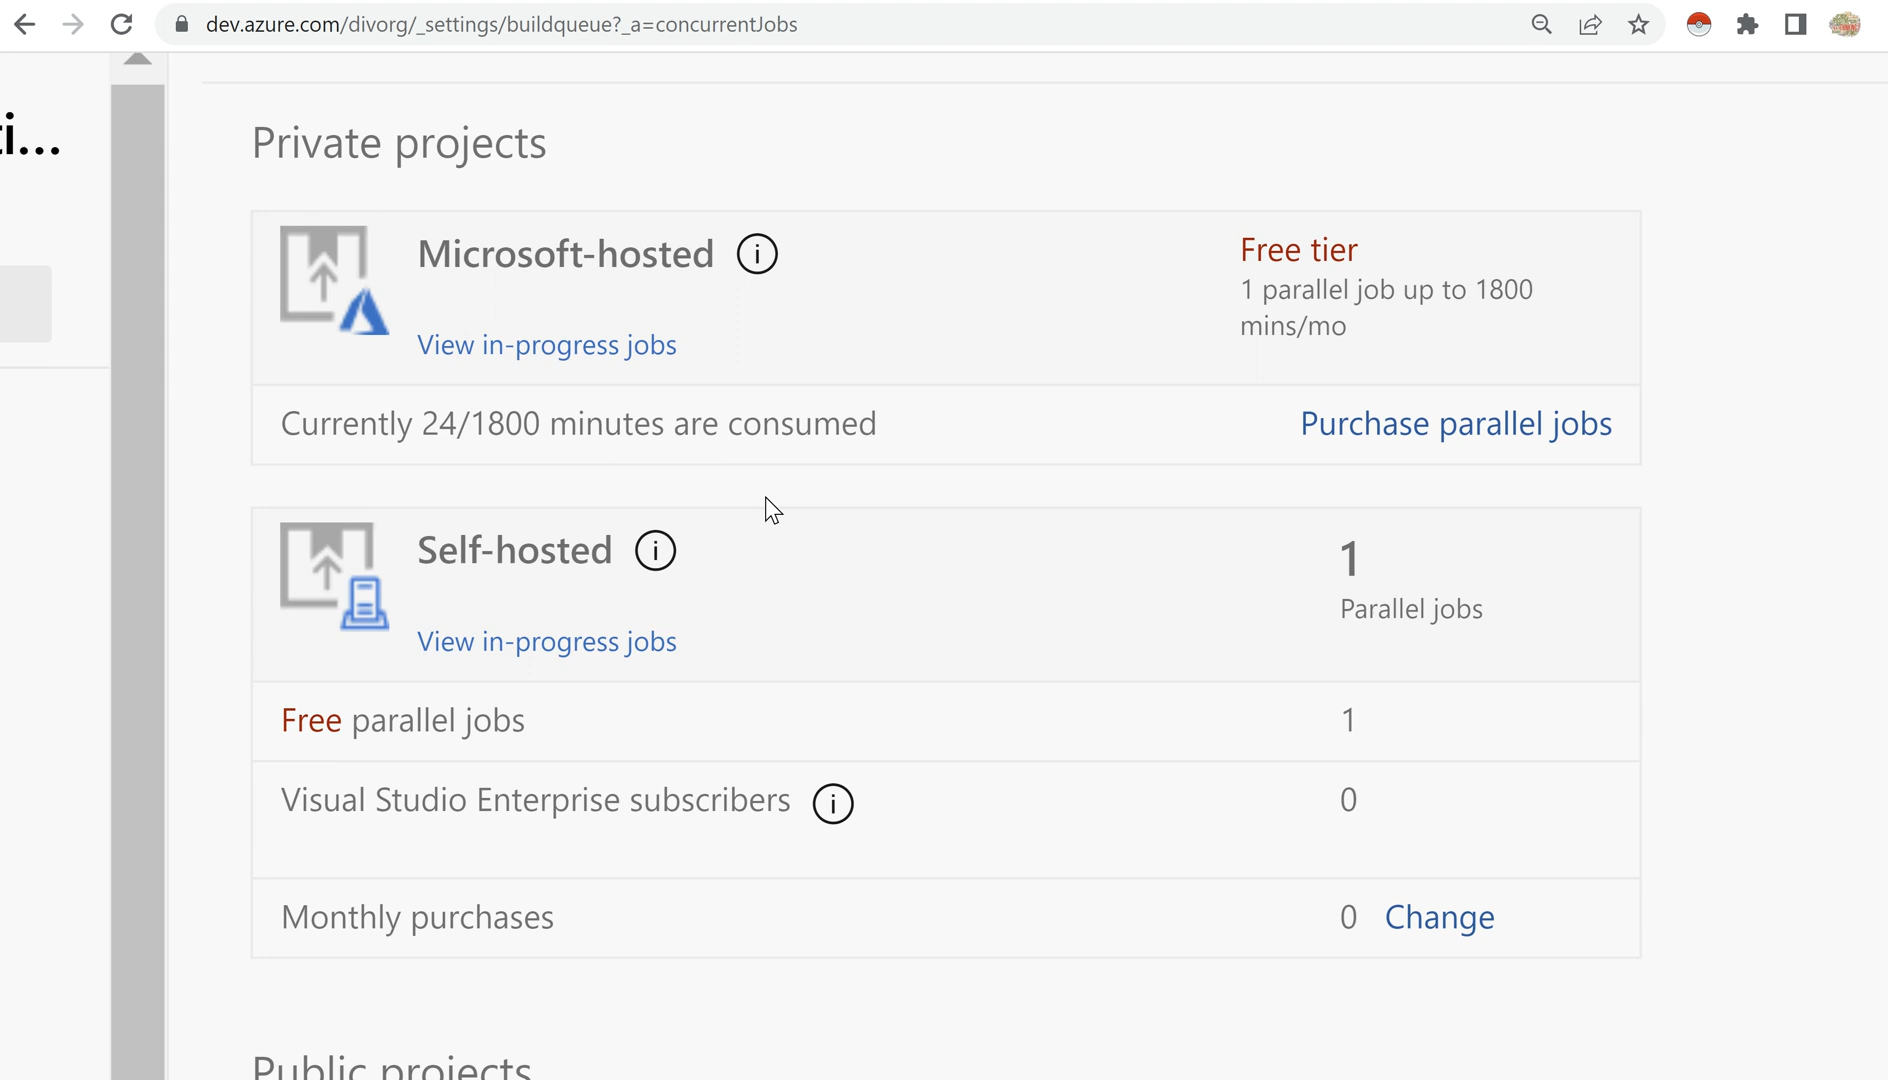 dev.azure.com/divorg/_settings/buildqueue?_a=concurrentJobs
ti...
Private projects
Microsoft-hosted
Free tier
1 parallel job up to 1800
mins/mo
View in-progress jobs
Currently 24/1800 minutes are consumed
Purchase parallel jobs
Self-hosted
1
Parallel jobs
View in-progress jobs
Free parallel jobs 1
Visual Studio Enterprise subscribers 0
Monthly purchases 0 Change
Public projects